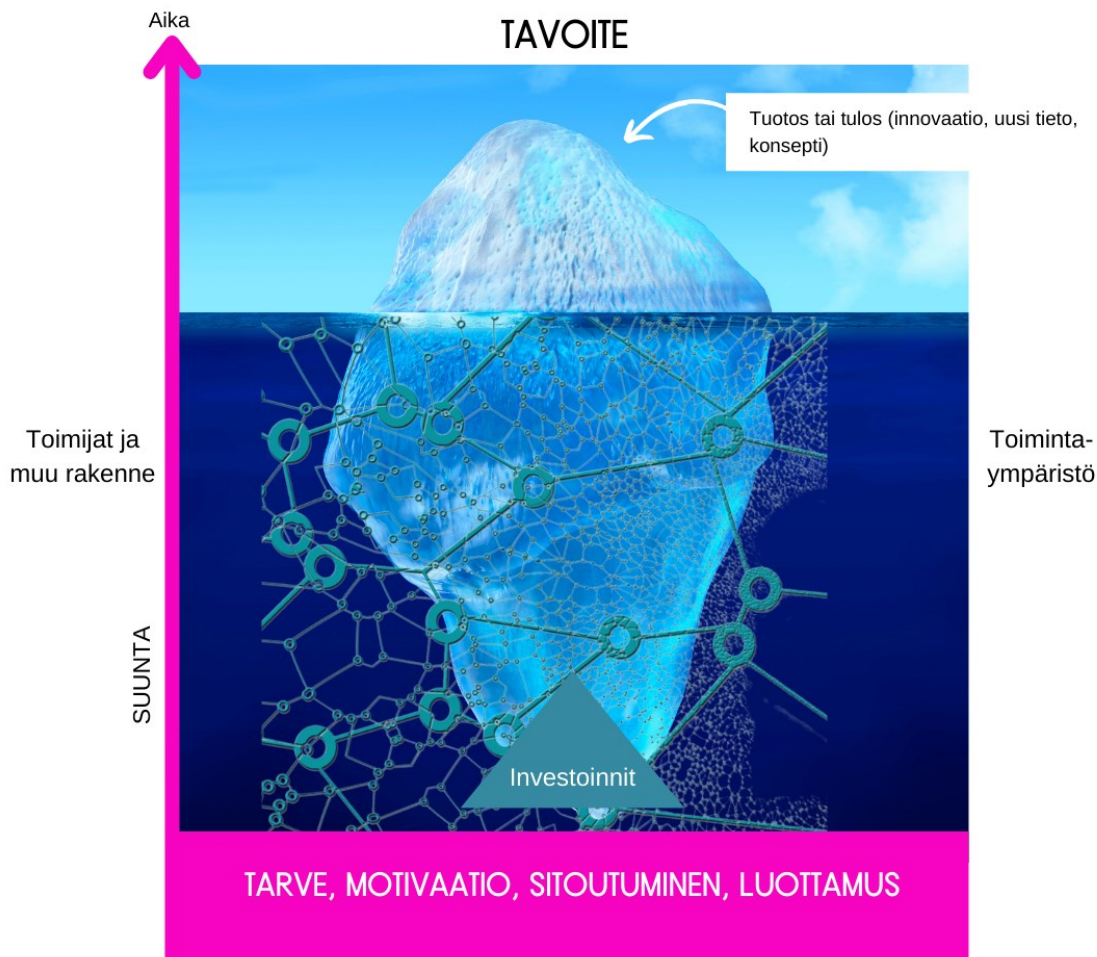 Aika
TAVOITE
Tuotos tai tulos (innovaatio, uusi tieto,
konsepti)
Toimijat ja
muu rakenne
Toiminta-
ympäristö
SUUNTA
Investoinnit
TARVE, MOTIVAATIO, SITOUTUMINEN, LUOTTAMUS